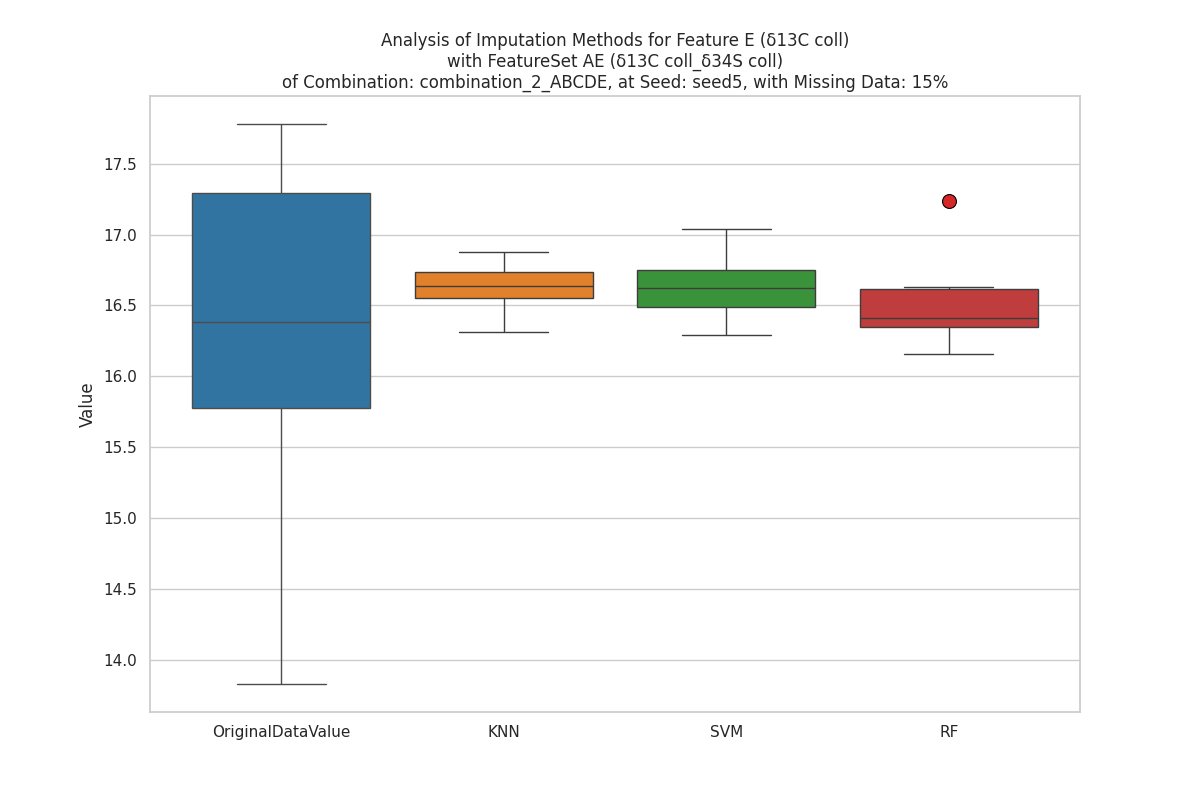 Analysis of Imputation Methods for Feature E (δ13C coll)
with FeatureSet AE (δ13C coll_δ34S coll)
of Combination: combination_2_ABCDE, at Seed: seed5, with Missing Data: 15%
17.5
17.0
16.5
16.0
15.5
15.0
14.5
14.0
Value
OriginalDataValue
KNN
SVM
RF